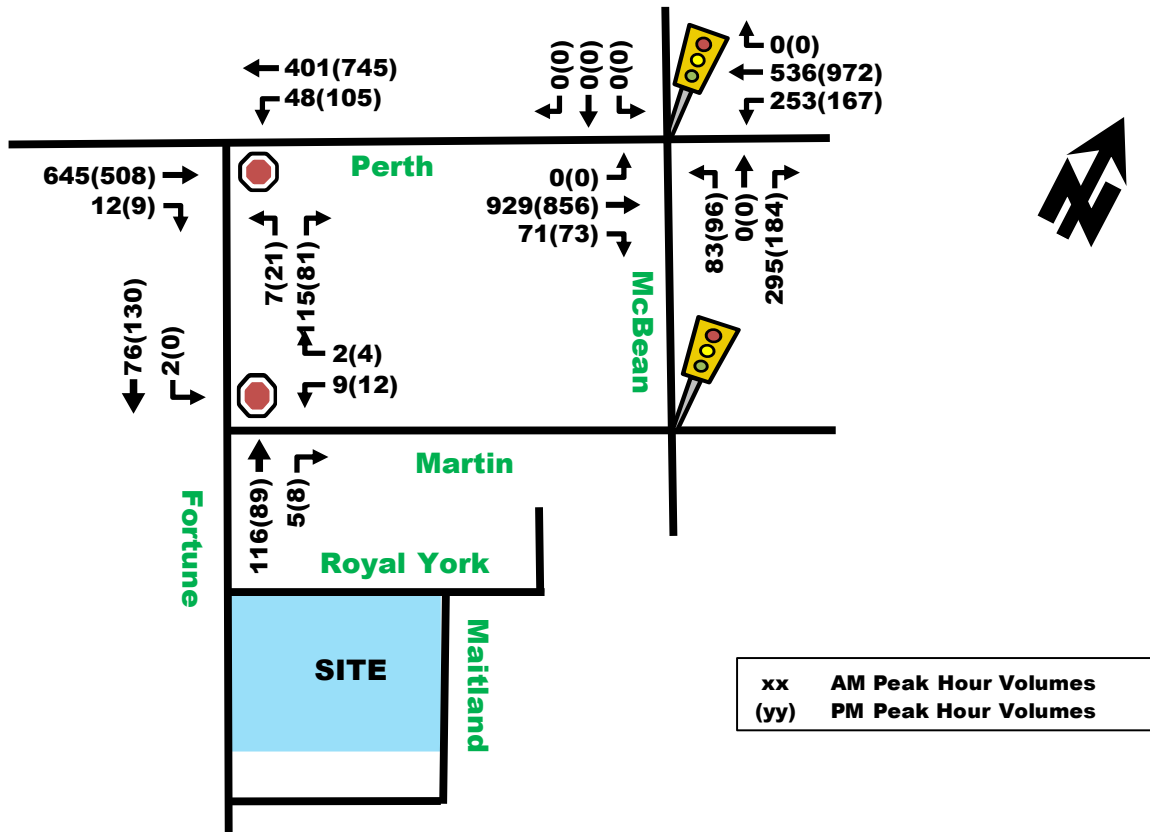 0(0)
0(0)
0(0)
0(0)
536(972)
253(167)
401(745)
48(105)
Perth
645(508)
12(9)
0(0)
929(856)
71(73)
83(96)
0(0)
295(184)
7(21)
115(81)
McBean
76(130)
2(0)
2(4)
9(12)
Martin
116(89)
5(8)
Fortune
Royal York
SITE
Maitland
xx AM Peak Hour Volumes
(yy) PM Peak Hour Volumes
N